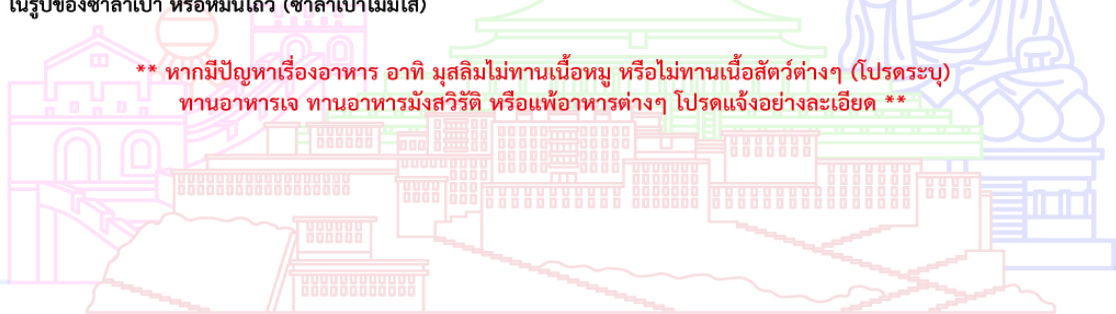 ในรูปของซาลาเปา หรือหมั่นโถว (ซาลาเปาไม่มีไส้)
** หากมีปัญหาเรื่องอาหาร อาทิ มุสลิมไม่ทานเนื้อหมู หรือไม่ทานเนื้อสัตว์ต่างๆ (โปรดระบุ)
ทานอาหารเจ ทานอาหารมังสวิรัติ หรือแพ้อาหารต่างๆ โปรดแจ้งอย่างละเอียด **